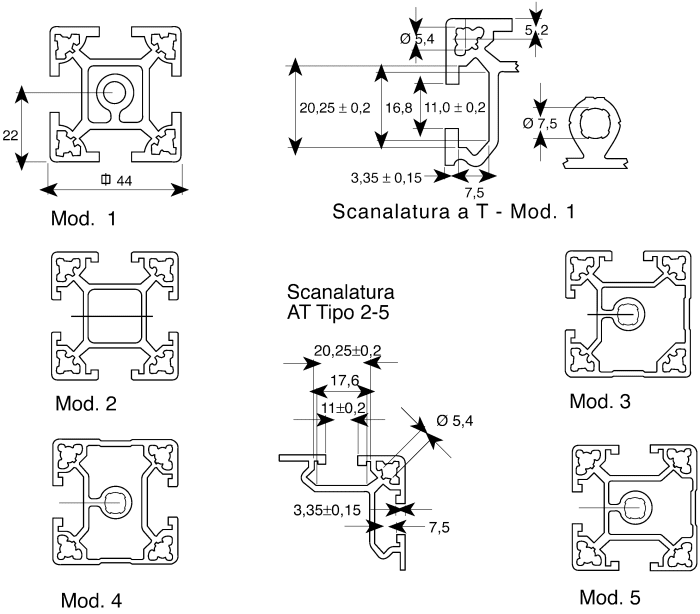 Ø 5,4
5,2
20,25 ± 0,2
16,8
11,0 ± 0,2
Ø 7,5
22
3,35 ± 0,15
7,5
⌷ 44
Mod. 1
Scanalatura a T - Mod. 1
Scanalatura
AT Tipo 2-5
20,25±0,2
17,6
11±0,2
Ø 5,4
Mod. 2
Mod. 3
3,35±0,15
7,5
Mod. 4
Mod. 5